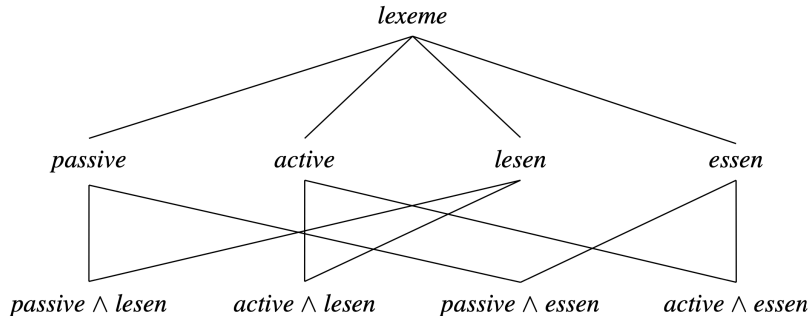 lexeme
passive active lesen essen
passive ∧ lesen active ∧ lesen passive ∧ essen active ∧ essen